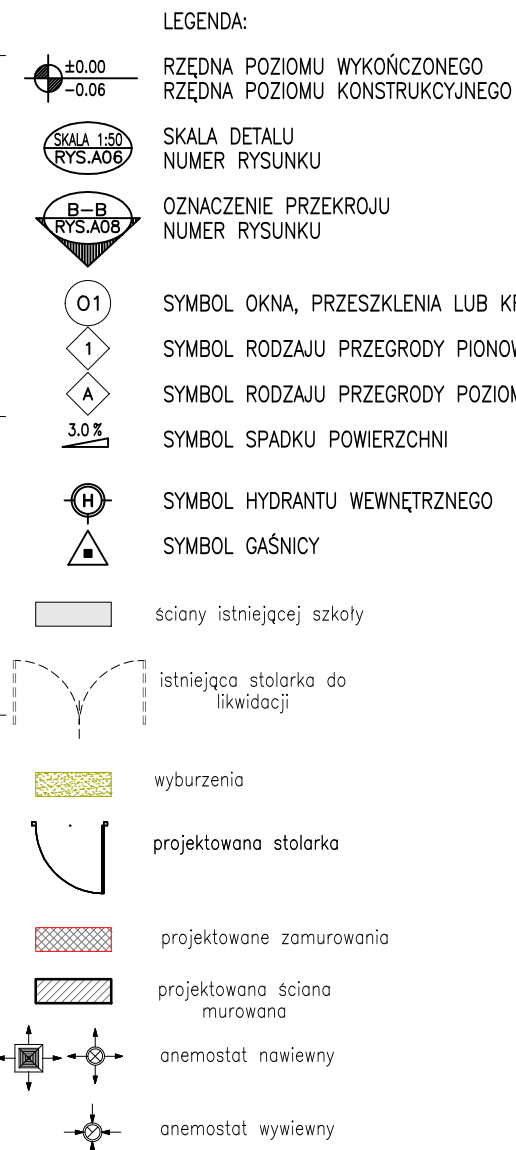 LEGENDA:
±0.00
-0.06
RZĘDNA POZIOMU WYKOŃCZONEGO
RZĘDNA POZIOMU KONSTRUKCYJNEGO
SKALA 1:50
RYS.A06
SKALA DETALU
NUMER RYSUNKU
B-B
RYS.A08
OZNACZENIE PRZEKROJU
NUMER RYSUNKU
O1
SYMBOL OKNA, PRZESZKLENIA LUB
1
SYMBOL RODZAJU PRZEGRODY
A
SYMBOL RODZAJU PRZEGRODY
3.0%
SYMBOL SPADKU POWIERZCHNI
H
SYMBOL HYDRANTU WEWNĘTRZNEGO
SYMBOL GAŚNICY
ściany istniejącej szkoły
istniejąca stolarka do
likwidacji
wyburzenia
projektowana stolarka
projektowane zamurowania
projektowana ściana
murowana
anemostat nawiewny
anemostat wywiewny